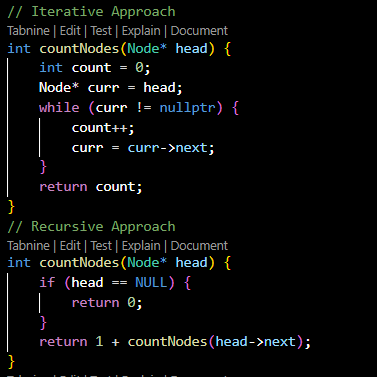 // Iterative Approach
Tabnine | Edit | Test | Explain | Document
int countNodes(Node* head) {
    int count = 0;
    Node* curr = head;
    while (curr != nullptr) {
        count++;
        curr = curr->next;
    }
    return count;
}
// Recursive Approach
Tabnine | Edit | Test | Explain | Document
int countNodes(Node* head) {
    if (head == NULL) {
        return 0;
    }
    return 1 + countNodes(head->next);
}